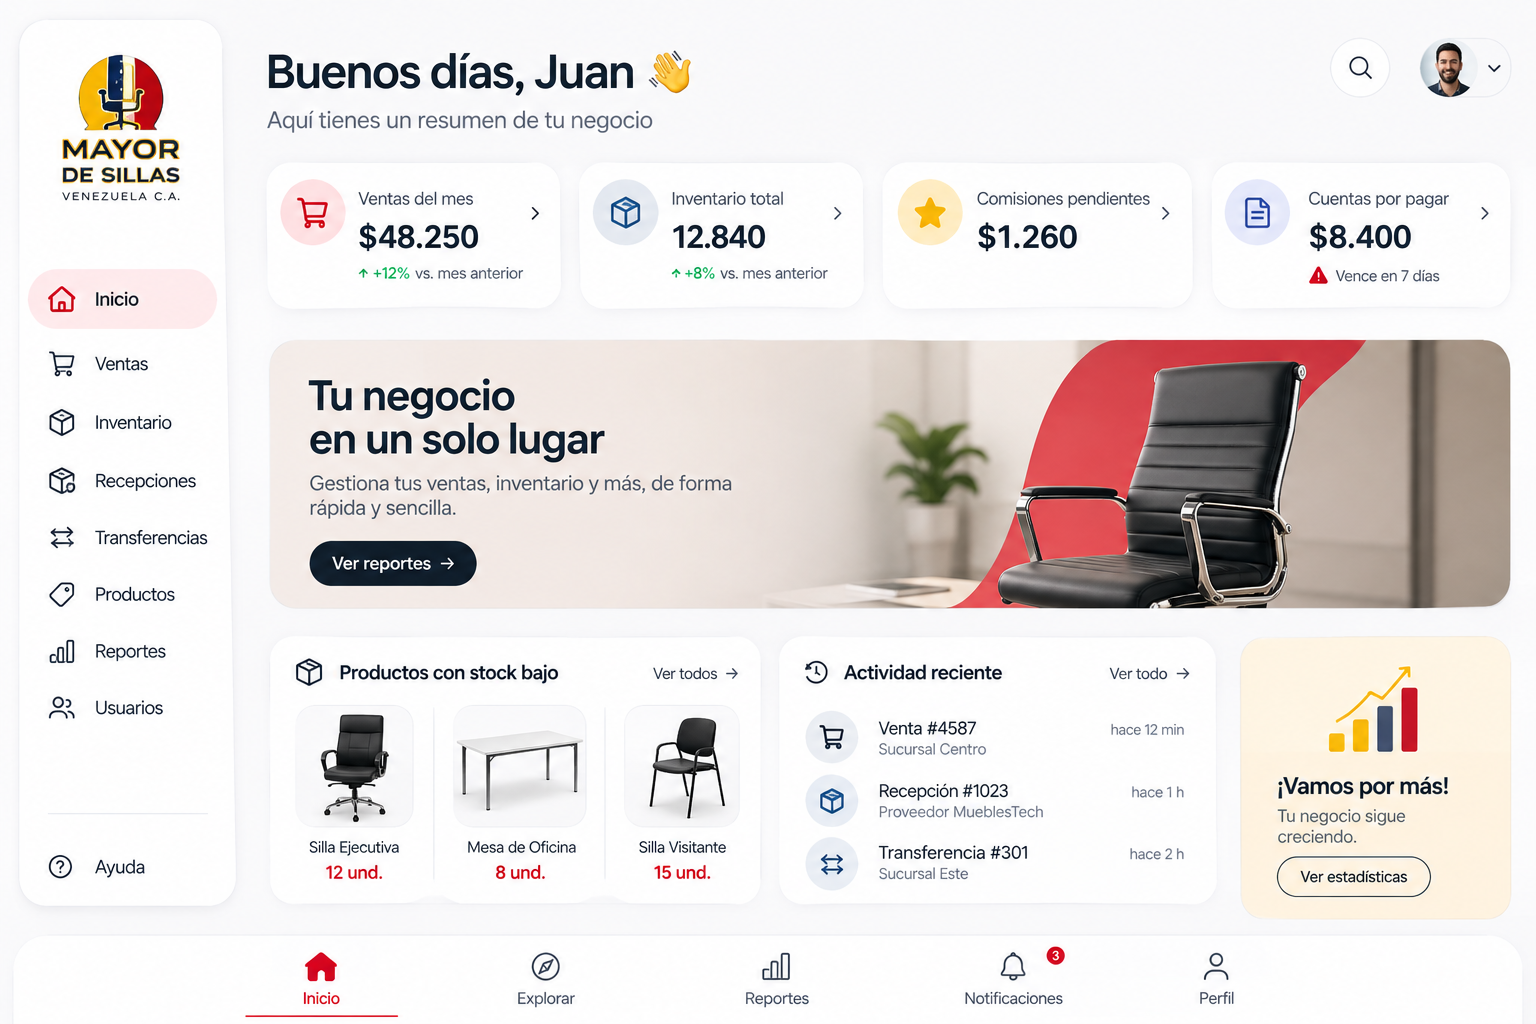 MAYOR
DE SILLAS
VENEZUELA C.A.
Inicio
Ventas
Inventario
Recepciones
Transferencias
Productos
Reportes
Usuarios
Ayuda
Buenos días, Juan
Aquí tienes un resumen de tu negocio
Ventas del mes
$48.250
+12% vs. mes anterior
Inventario total
12.840
+8% vs. mes anterior
Comisiones pendientes
$1.260
Cuentas por pagar
$8.400
Vence en 7 días
Tu negocio
en un solo lugar
Gestiona tus ventas, inventario y más, de forma
rápida y sencilla.
Ver reportes →
Productos con stock bajo
Ver todos →
Silla Ejecutiva
12 und.
Mesa de Oficina
8 und.
Silla Visitante
15 und.
Actividad reciente
Ver todo →
Venta #4587
Sucursal Centro
hace 12 min
Recepción #1023
Proveedor MueblesTech
hace 1 h
Transferencia #301
Sucursal Este
hace 2 h
¡Vamos por más!
Tu negocio sigue
creciendo.
Ver estadísticas
Inicio
Explorar
Reportes
3
Notificaciones
Perfil